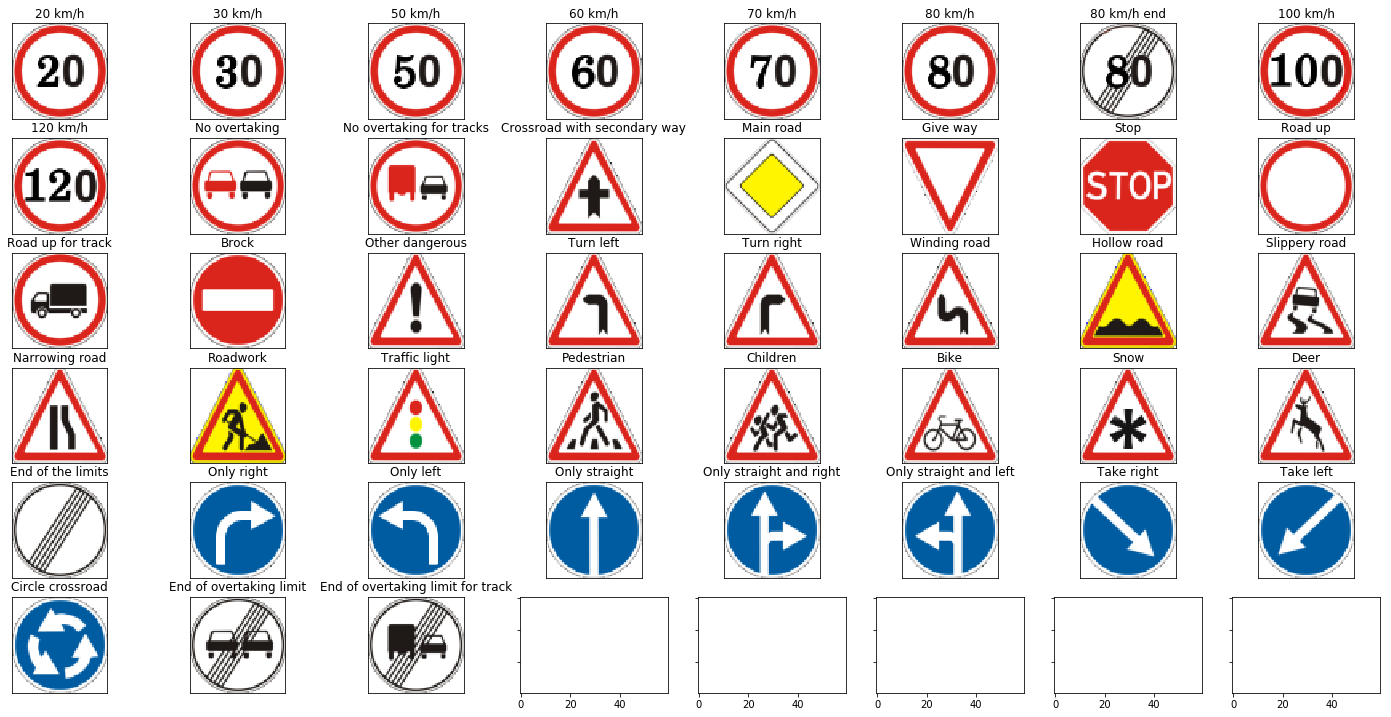 20 km/h 30 km/h 50 km/h 60 km/h 70 km/h 80 km/h 80 km/h end 100 km/h
20 30 50 60 70 80 80 100
120 km/h No overtaking No overtaking for tracks Crossroad with secondary way Main road Give way Stop Road up
120 STOP
Road up for track Brock Other dangerous Turn left Turn right Winding road Hollow road Slippery road
!
Narrowing road Roadwork Traffic light Pedestrian Children Bike Snow Deer
End of the limits Only right Only left Only straight Only straight and right Only straight and left Take right Take left
Circle crossroad End of overtaking limit End of overtaking limit for track
0 20 40 0 20 40 0 20 40 0 20 40 0 20 40